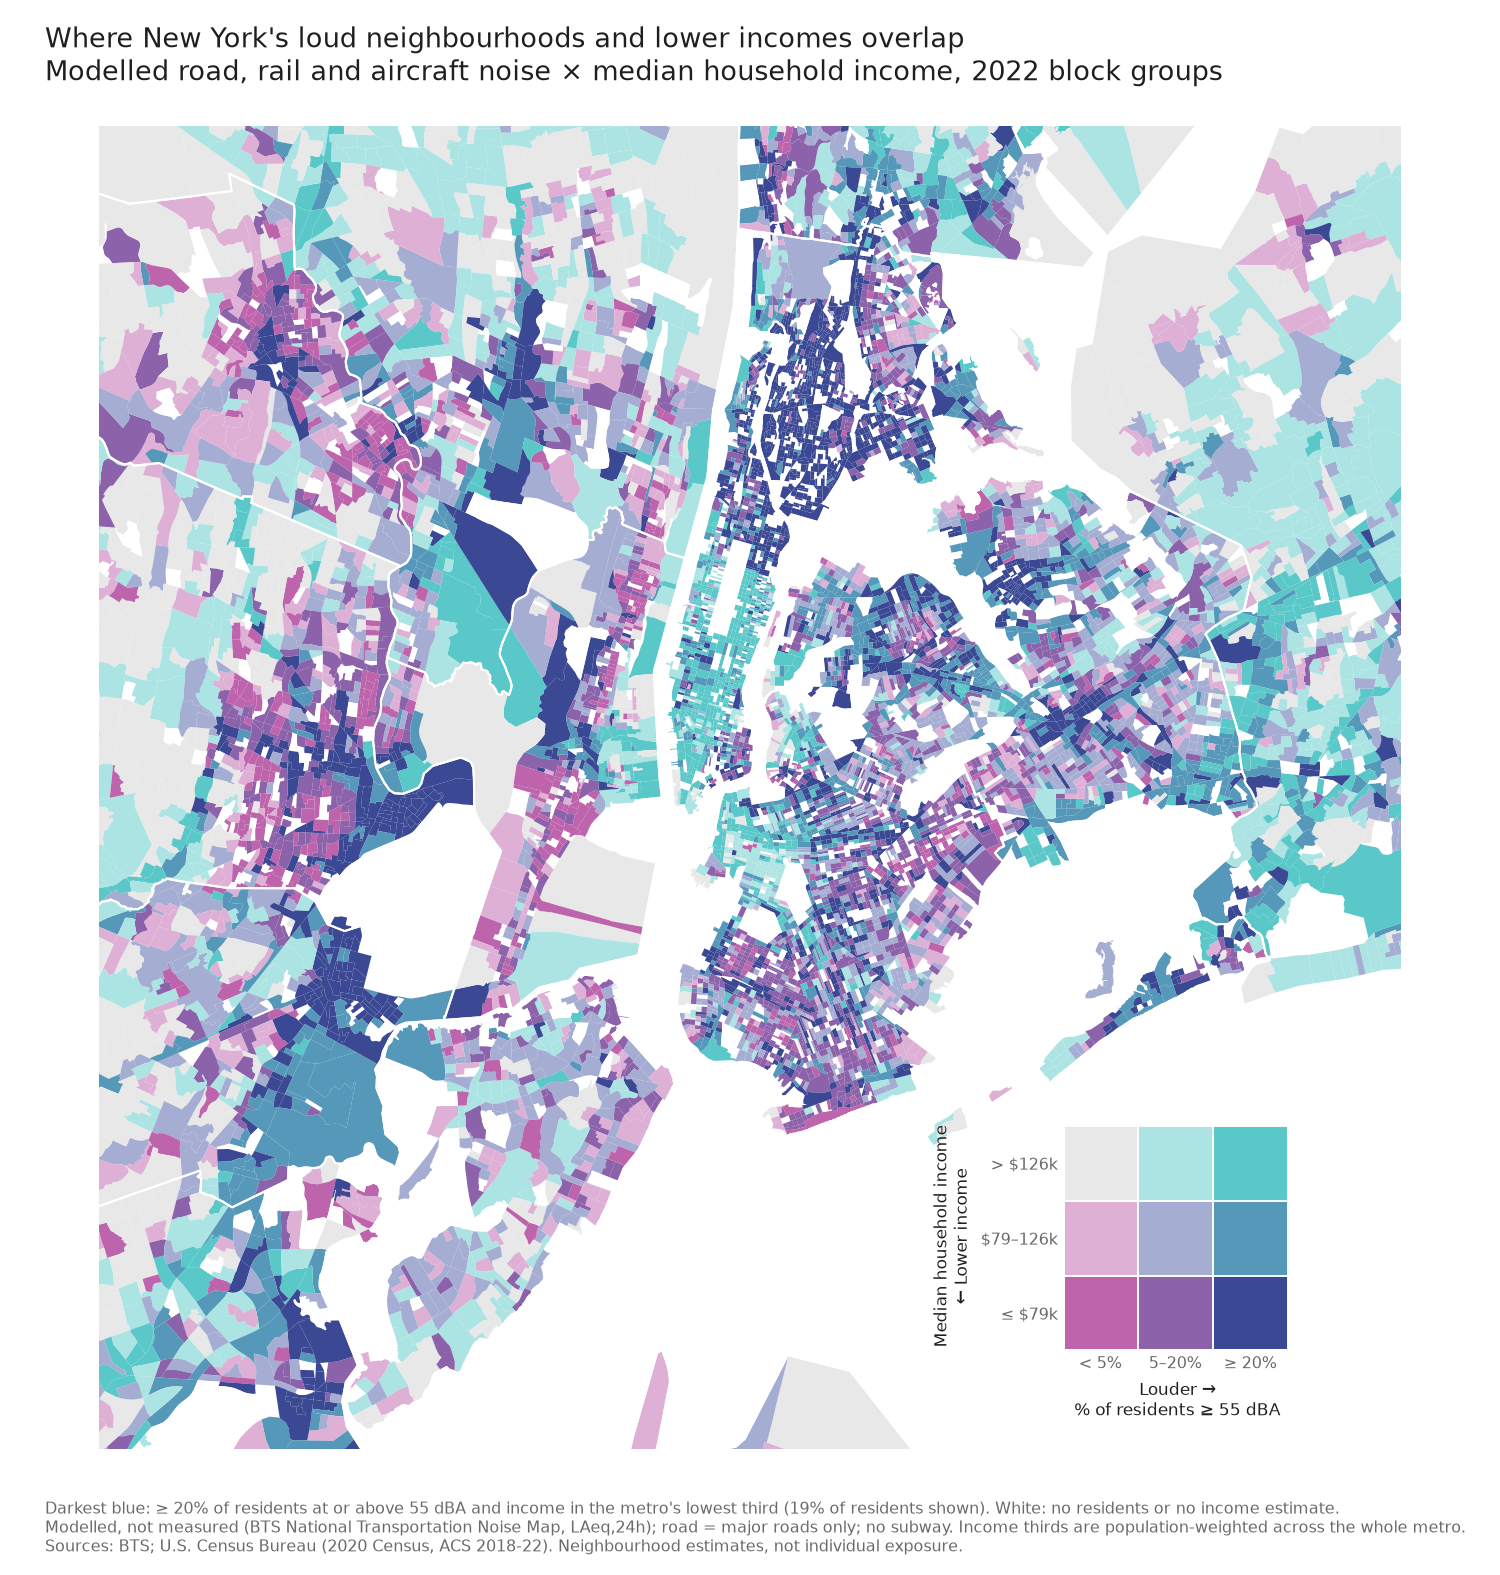 Where New York's loud neighbourhoods and lower incomes overlap
Modelled road, rail and aircraft noise × median household income, 2022 block groups
Median household income
← Lower income
> $126k
$79–126k
≤ $79k
< 5%
5–20%
≥ 20%
Louder →
% of residents ≥ 55 dBA
Darkest blue: ≥ 20% of residents at or above 55 dBA and income in the metro's lowest third (19% of residents shown). White: no residents or no income estimate.
Modelled, not measured (BTS National Transportation Noise Map, LAeq,24h); road = major roads only; no subway. Income thirds are population-weighted across the whole metro.
Sources: BTS; U.S. Census Bureau (2020 Census, ACS 2018-22). Neighbourhood estimates, not individual exposure.